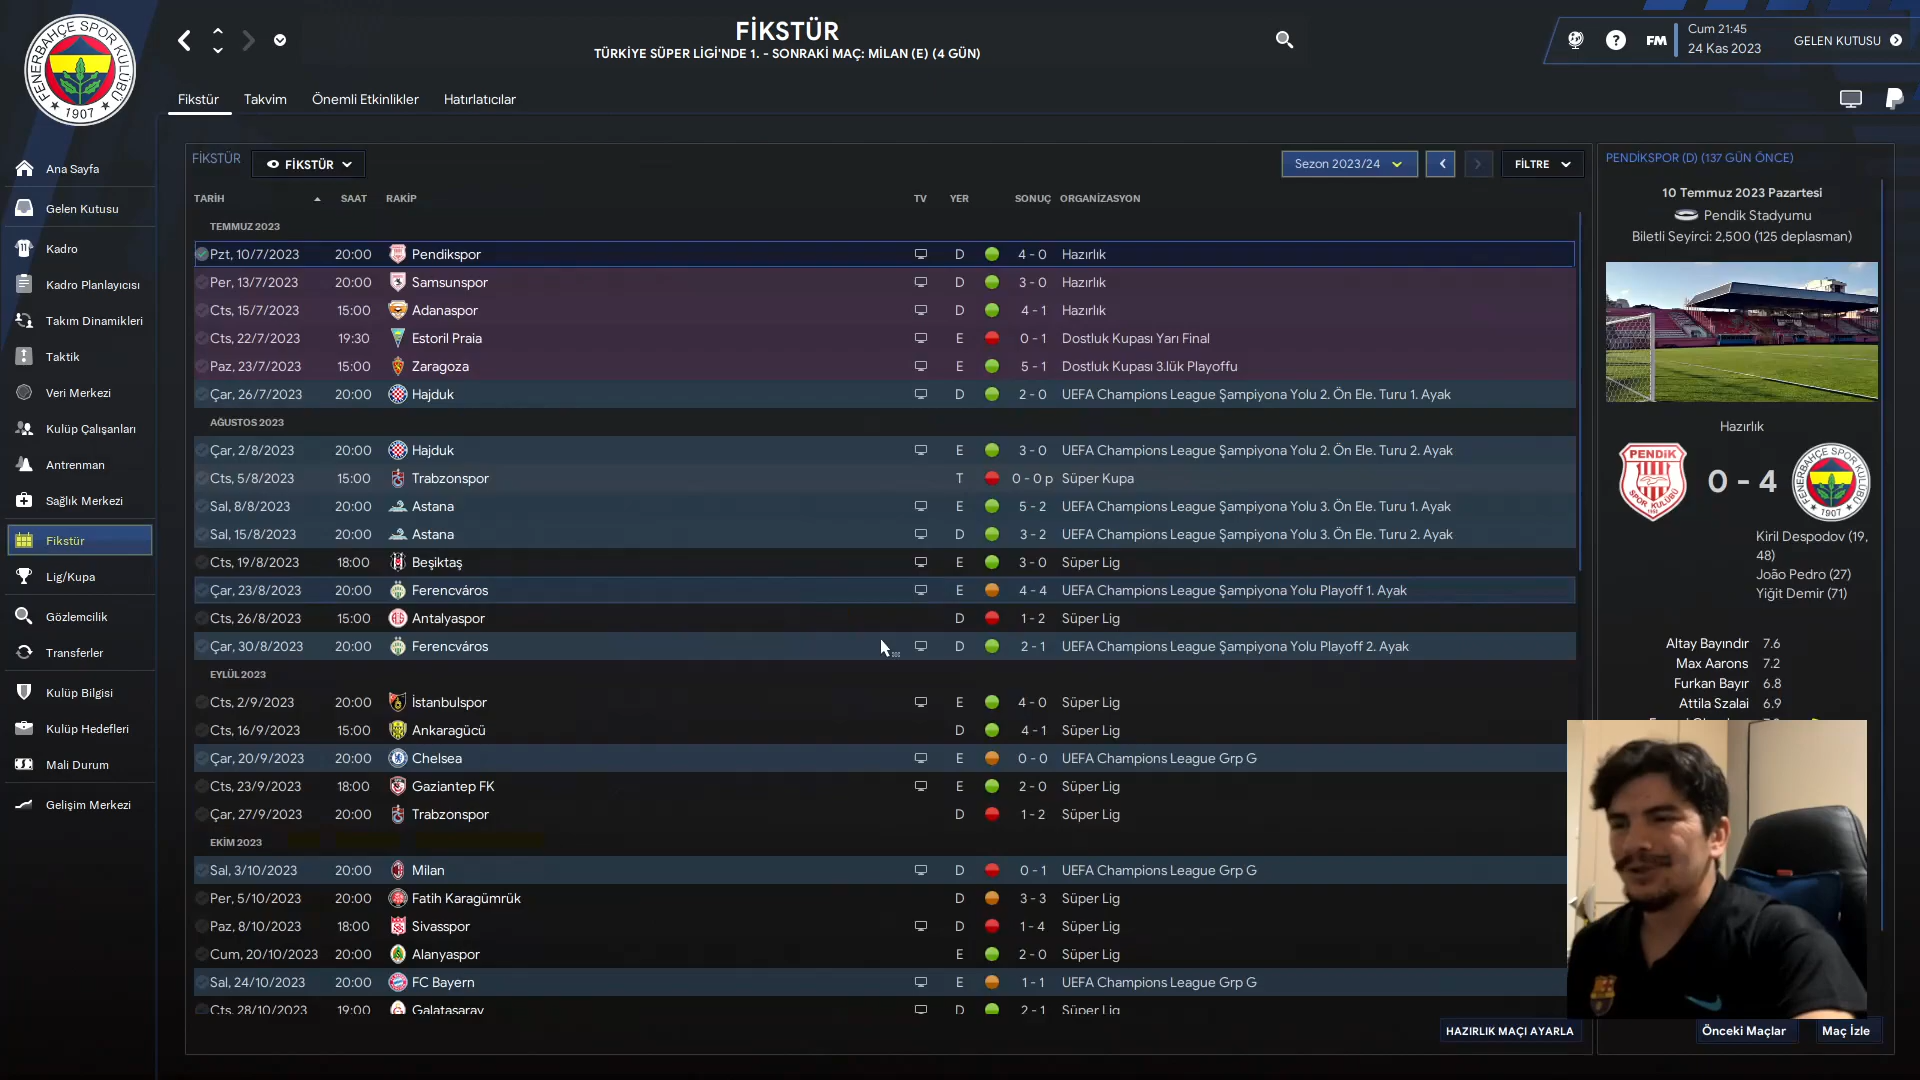 FİKSTÜR
TÜRKİYE SÜPER LİGİ'NDE 1. - SONRAKİ MAÇ: MILAN (E) (4 GÜN)
FM
Cum 21:45
24 Kas 2023
GELEN KUTUSU
FENERBAHÇE SPOR KULÜBÜ
1907
Fikstür Takvim Önemli Etkinlikler Hatırlatıcılar
Ana Sayfa
Gelen Kutusu
Kadro
Kadro Planlayıcısı
Takım Dinamikleri
Taktik
Veri Merkezi
Kulüp Çalışanları
Antrenman
Sağlık Merkezi
Fikstür
Lig/Kupa
Gözlemcilik
Transferler
Kulüp Bilgisi
Kulüp Hedefleri
Mali Durum
Gelişim Merkezi
FİKSTÜR FİKSTÜR Sezon 2023/24 FİLTRE
TARİH SAAT RAKİP TV YER SONUÇ ORGANİZASYON
TEMMUZ 2023
Pzt, 10/7/2023 20:00 Pendikspor D 4 - 0 Hazırlık
Per, 13/7/2023 20:00 Samsunspor D 3 - 0 Hazırlık
Cts, 15/7/2023 15:00 Adanaspor D 4 - 1 Hazırlık
Cts, 22/7/2023 19:30 Estoril Praia E 0 - 1 Dostluk Kupası Yarı Final
Paz, 23/7/2023 15:00 Zaragoza E 5 - 1 Dostluk Kupası 3.lük Playoffu
Çar, 26/7/2023 20:00 Hajduk D 2 - 0 UEFA Champions League Şampiyona Yolu 2. Ön Ele. Turu 1. Ayak
AĞUSTOS 2023
Çar, 2/8/2023 20:00 Hajduk E 3 - 0 UEFA Champions League Şampiyona Yolu 2. Ön Ele. Turu 2. Ayak
Cts, 5/8/2023 15:00 Trabzonspor T 0 - 0 p Süper Kupa
Sal, 8/8/2023 20:00 Astana E 5 - 2 UEFA Champions League Şampiyona Yolu 3. Ön Ele. Turu 1. Ayak
Sal, 15/8/2023 20:00 Astana D 3 - 2 UEFA Champions League Şampiyona Yolu 3. Ön Ele. Turu 2. Ayak
Cts, 19/8/2023 18:00 Beşiktaş E 3 - 0 Süper Lig
Çar, 23/8/2023 20:00 Ferencváros E 4 - 4 UEFA Champions League Şampiyona Yolu Playoff 1. Ayak
Cts, 26/8/2023 15:00 Antalyaspor D 1 - 2 Süper Lig
Çar, 30/8/2023 20:00 Ferencváros D 2 - 1 UEFA Champions League Şampiyona Yolu Playoff 2. Ayak
EYLÜL 2023
Cts, 2/9/2023 20:00 İstanbulspor E 4 - 0 Süper Lig
Cts, 16/9/2023 15:00 Ankaragücü D 4 - 1 Süper Lig
Çar, 20/9/2023 20:00 Chelsea E 0 - 0 UEFA Champions League Grp G
Cts, 23/9/2023 18:00 Gaziantep FK E 2 - 0 Süper Lig
Çar, 27/9/2023 20:00 Trabzonspor D 1 - 2 Süper Lig
EKİM 2023
Sal, 3/10/2023 20:00 Milan D 0 - 1 UEFA Champions League Grp G
Per, 5/10/2023 20:00 Fatih Karagümrük D 3 - 3 Süper Lig
Paz, 8/10/2023 18:00 Sivasspor D 1 - 4 Süper Lig
Cum, 20/10/2023 20:00 Alanyaspor E 2 - 0 Süper Lig
Sal, 24/10/2023 20:00 FC Bayern E 1 - 1 UEFA Champions League Grp G
Cts, 28/10/2023 19:00 Galatasaray D 2 - 1 Süper Lig
HAZIRLIK MAÇI AYARLA
PENDİKSPOR (D) (137 GÜN ÖNCE)
10 Temmuz 2023 Pazartesi
Pendik Stadyumu
Biletli Seyirci: 2,500 (125 deplasman)
Hazırlık
PENDİK
SPOR KULÜBÜ
0 - 4
FENERBAHÇE SPOR KULÜBÜ
1907
Kiril Despodov (19,
48)
João Pedro (27)
Yiğit Demir (71)
Altay Bayındır 7.6
Max Aarons 7.2
Furkan Bayır 6.8
Attila Szalai 6.9
Önceki Maçlar Maç İzle